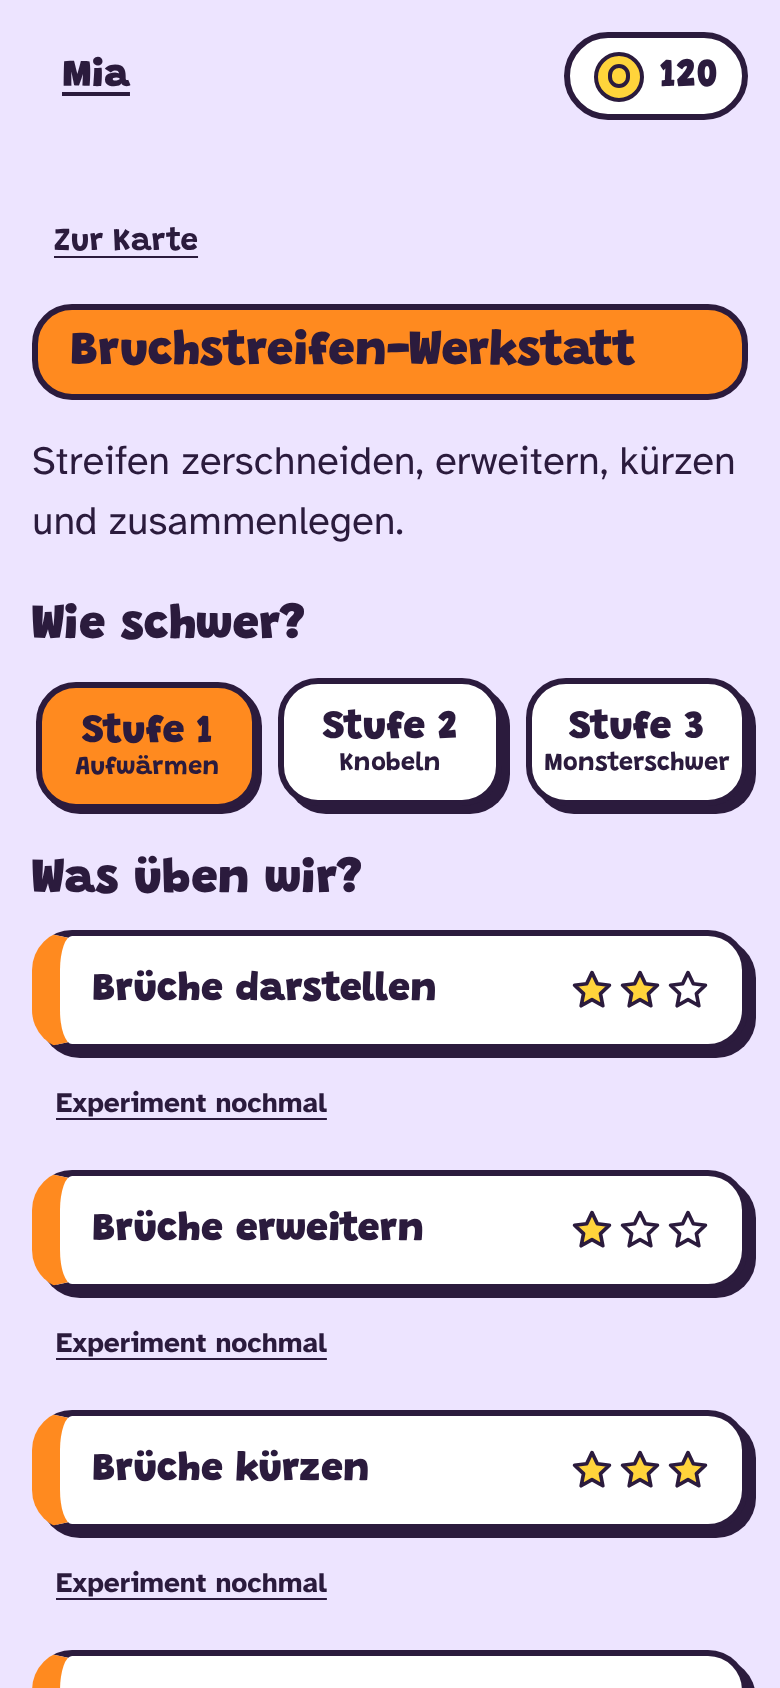 Mia
120
Zur Karte
Bruchstreifen-Werkstatt
Streifen zerschneiden, erweitern, kürzen
und zusammenlegen.
Wie schwer?
Stufe 1
Aufwärmen
Stufe 2
Knobeln
Stufe 3
Monsterschwer
Was üben wir?
Brüche darstellen
Experiment nochmal
Brüche erweitern
Experiment nochmal
Brüche kürzen
Experiment nochmal